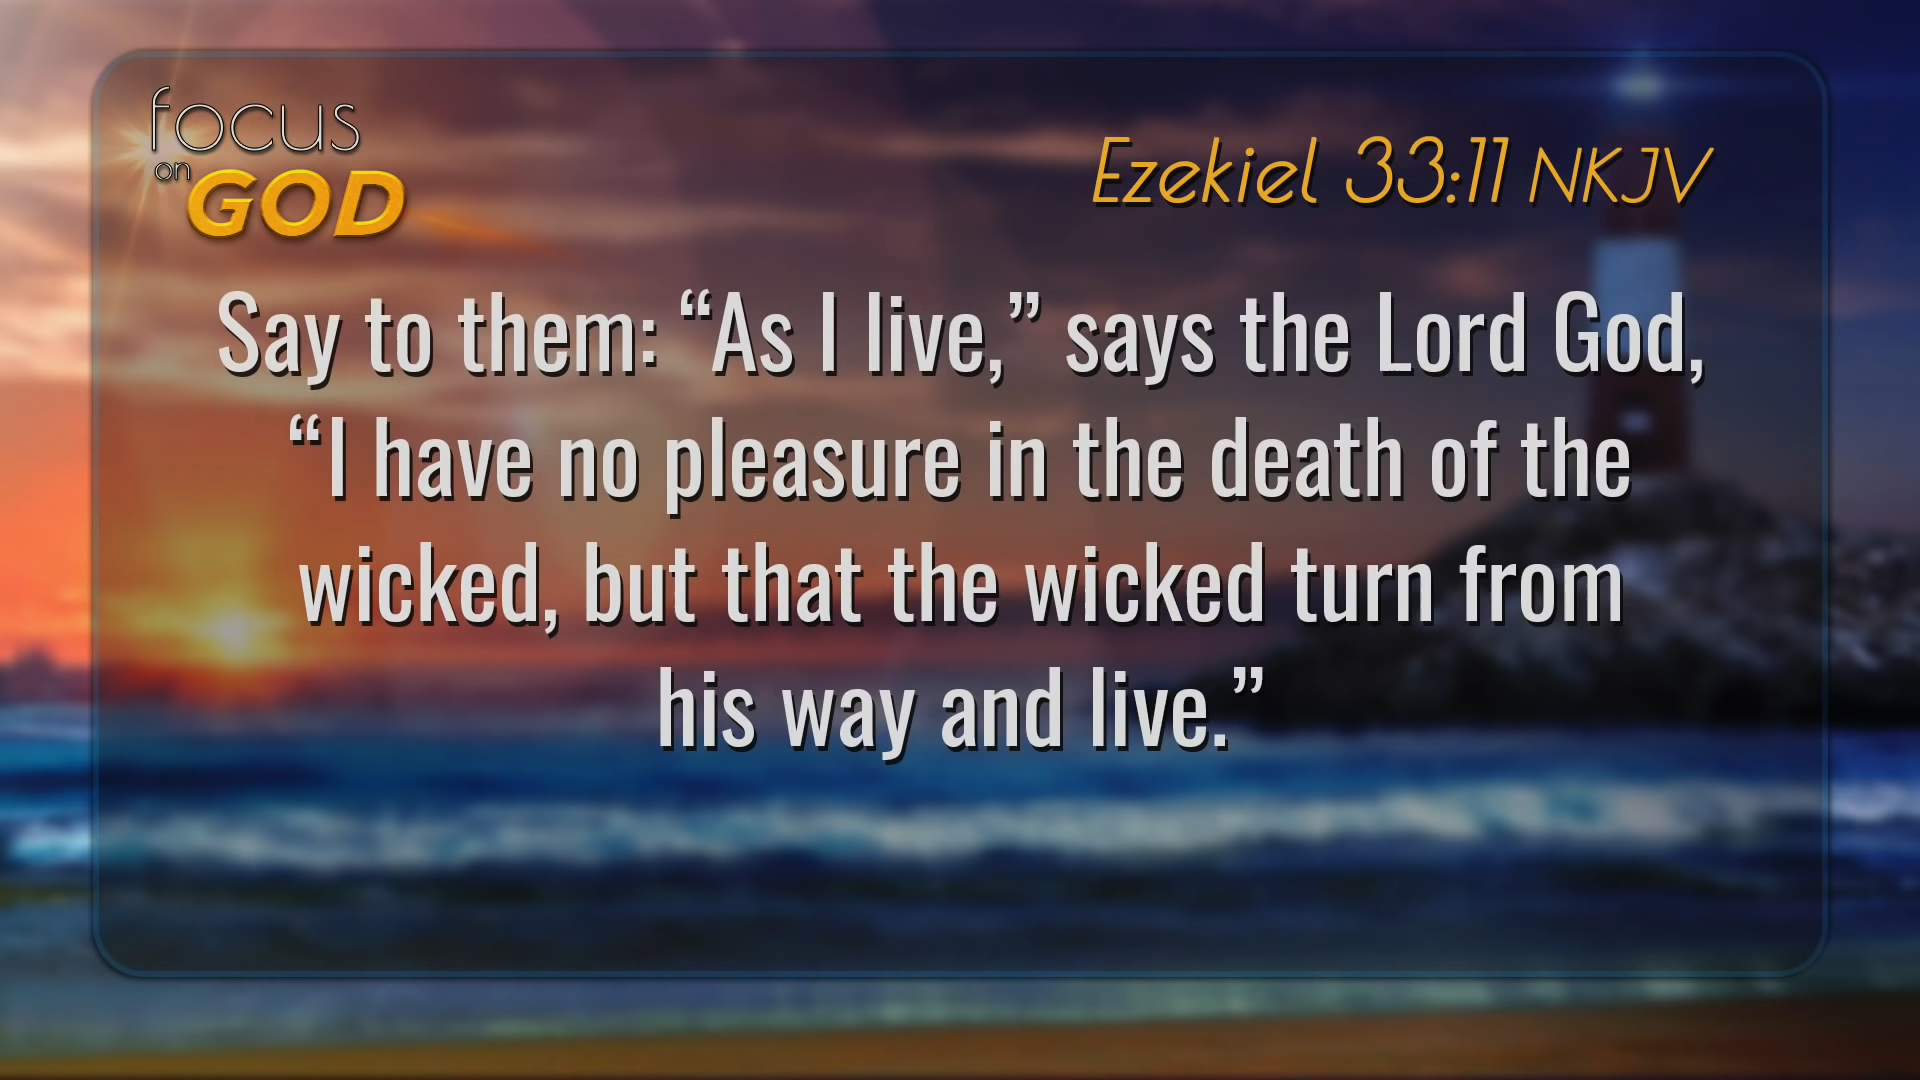 focus
on GOD
Ezekiel 33:11 NKJV
Say to them: “As I live,” says the Lord God,
“I have no pleasure in the death of the
wicked, but that the wicked turn from
his way and live.”